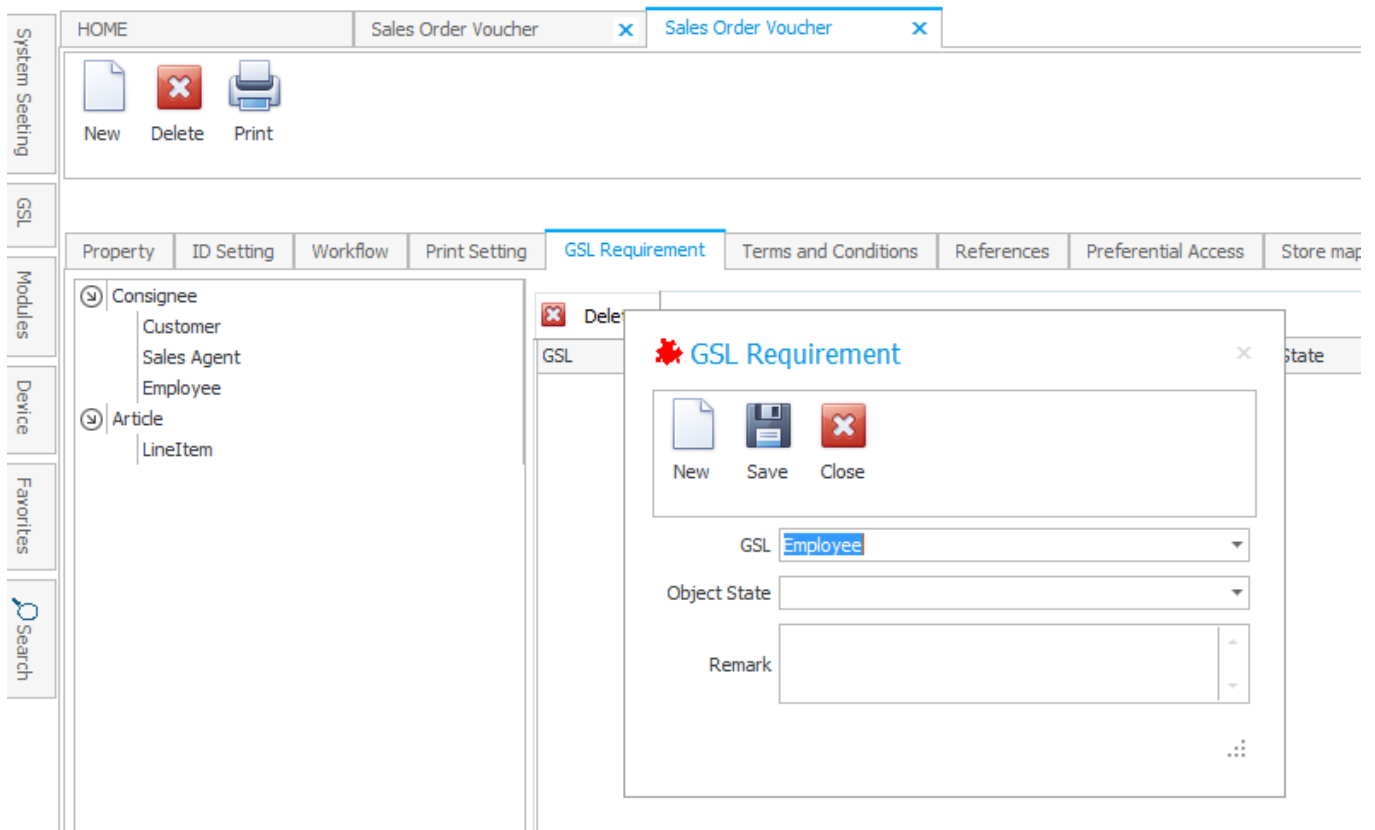 HOME
Sales Order Voucher
Sales Order Voucher
New
Delete
Print
System Seeting
GSL
Modules
Device
Favorites
Search
Property
ID Setting
Workflow
Print Setting
GSL Requirement
Terms and Conditions
References
Preferential Access
Store map
Consignee
Customer
Sales Agent
Employee
Article
LineItem
Delet
GSL
State
GSL Requirement
New
Save
Close
GSL
Employee
Object State
Remark